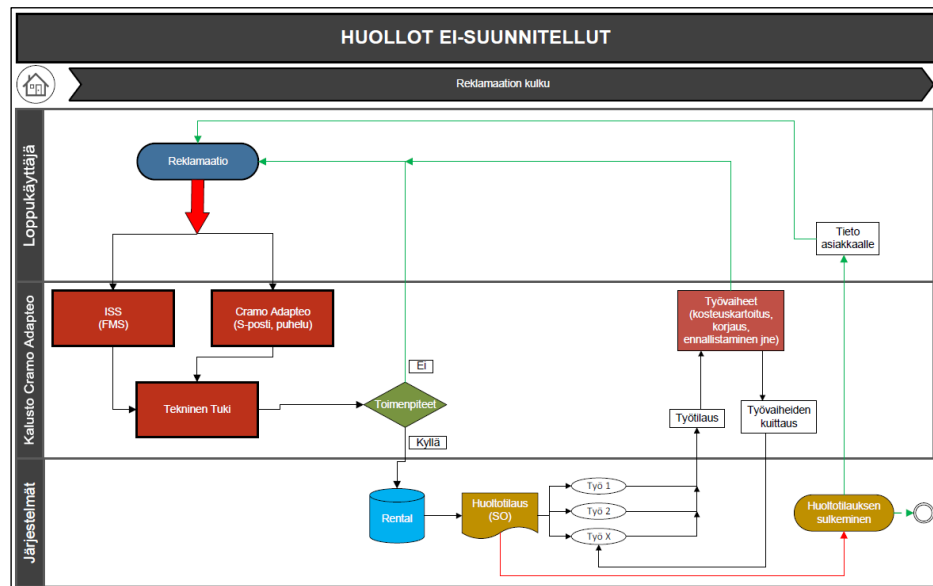 HUOLLOT EI-SUUNNITELLUT
Reklamaation kulku
Loppukäyttäjä
Reklamaatio
Tieto
asiakkaalle
Kalusto Cramo Adapteo
ISS
(FMS)
Cramo Adapteo
(S-posti, puhelu)
Työvaiheet
(kosteuskartoitus,
korjaus,
ennallistaminen jne)
Ei
Tekninen Tuki
Toimenpiteet
Työtilaus
Työvaiheiden
kuittaus
Kyllä
Järjestelmät
Rental
Huoltotilaus
(SO)
Työ 1
Työ 2
Työ X
Huoltotilauksen
sulkeminen